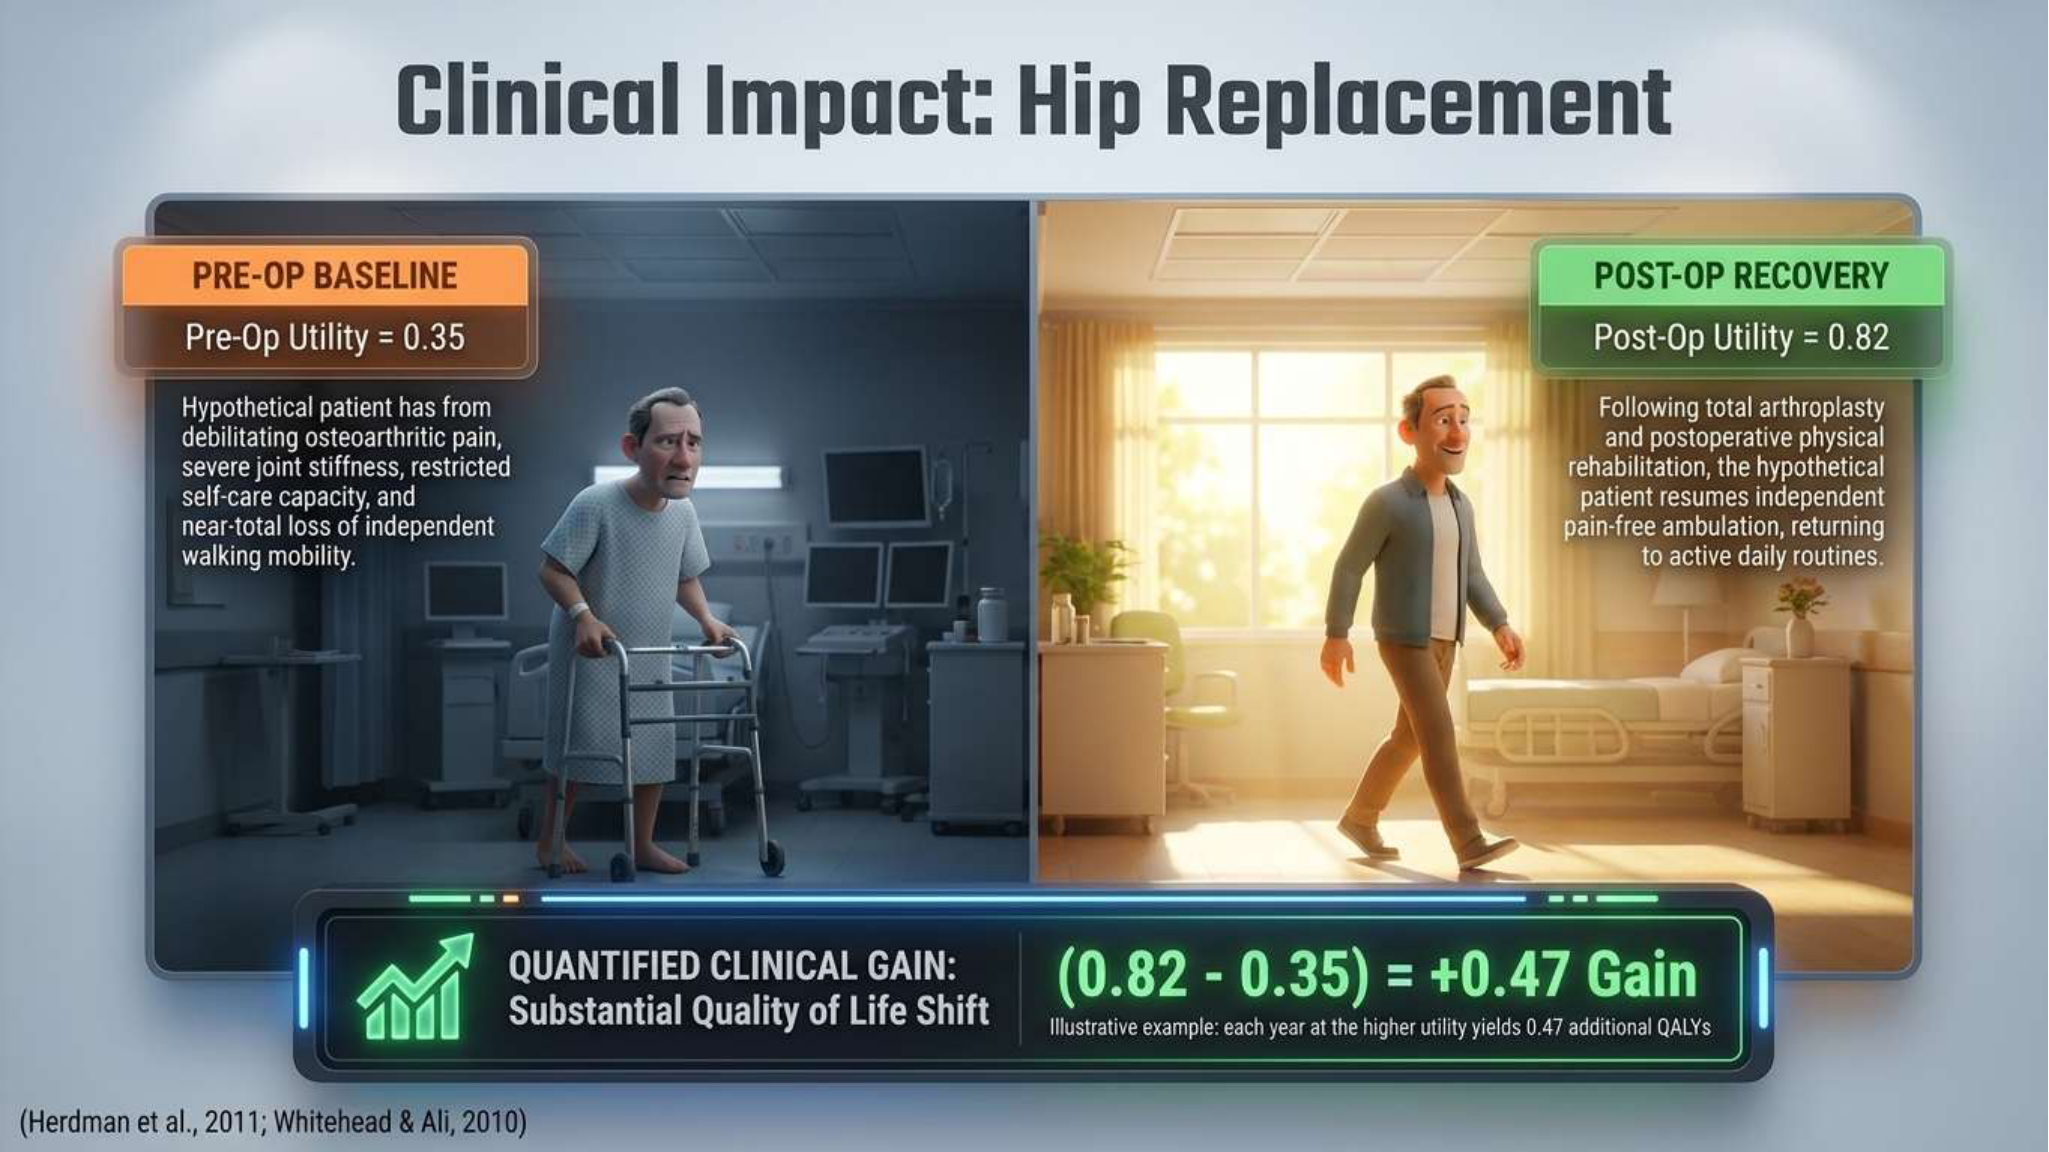 Clinical Impact: Hip Replacement
PRE-OP BASELINE
Pre-Op Utility = 0.35
Hypothetical patient has from
debilitating osteoarthritic pain,
severe joint stiffness, restricted
self-care capacity, and
near-total loss of independent
walking mobility.
POST-OP RECOVERY
Post-Op Utility = 0.82
Following total arthroplasty
and postoperative physical
rehabilitation, the hypothetical
patient resumes independent
pain-free ambulation, returning
to active daily routines.
QUANTIFIED CLINICAL GAIN:
Substantial Quality of Life Shift
(0.82 - 0.35) = +0.47 Gain
Illustrative example: each year at the higher utility yields 0.47 additional QALYs
(Herdman et al., 2011; Whitehead & Ali, 2010)